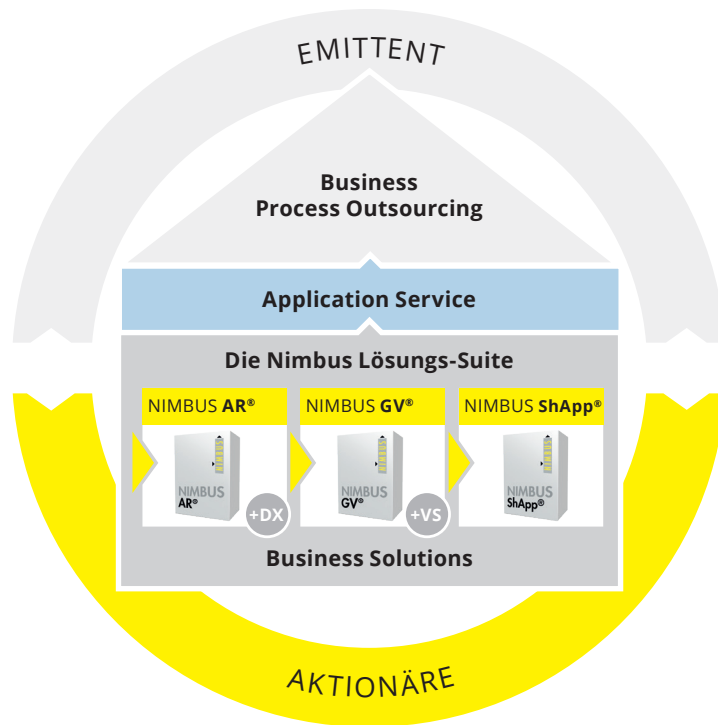 EMITTENT
Business
Process Outsourcing
Application Service
Die Nimbus Lösungs-Suite
NIMBUS AR®
NIMBUS GV®
NIMBUS ShApp®
NIMBUS
AR®
+DX
NIMBUS
GV®
+VS
NIMBUS
ShApp®
Business Solutions
AKTIONÄRE